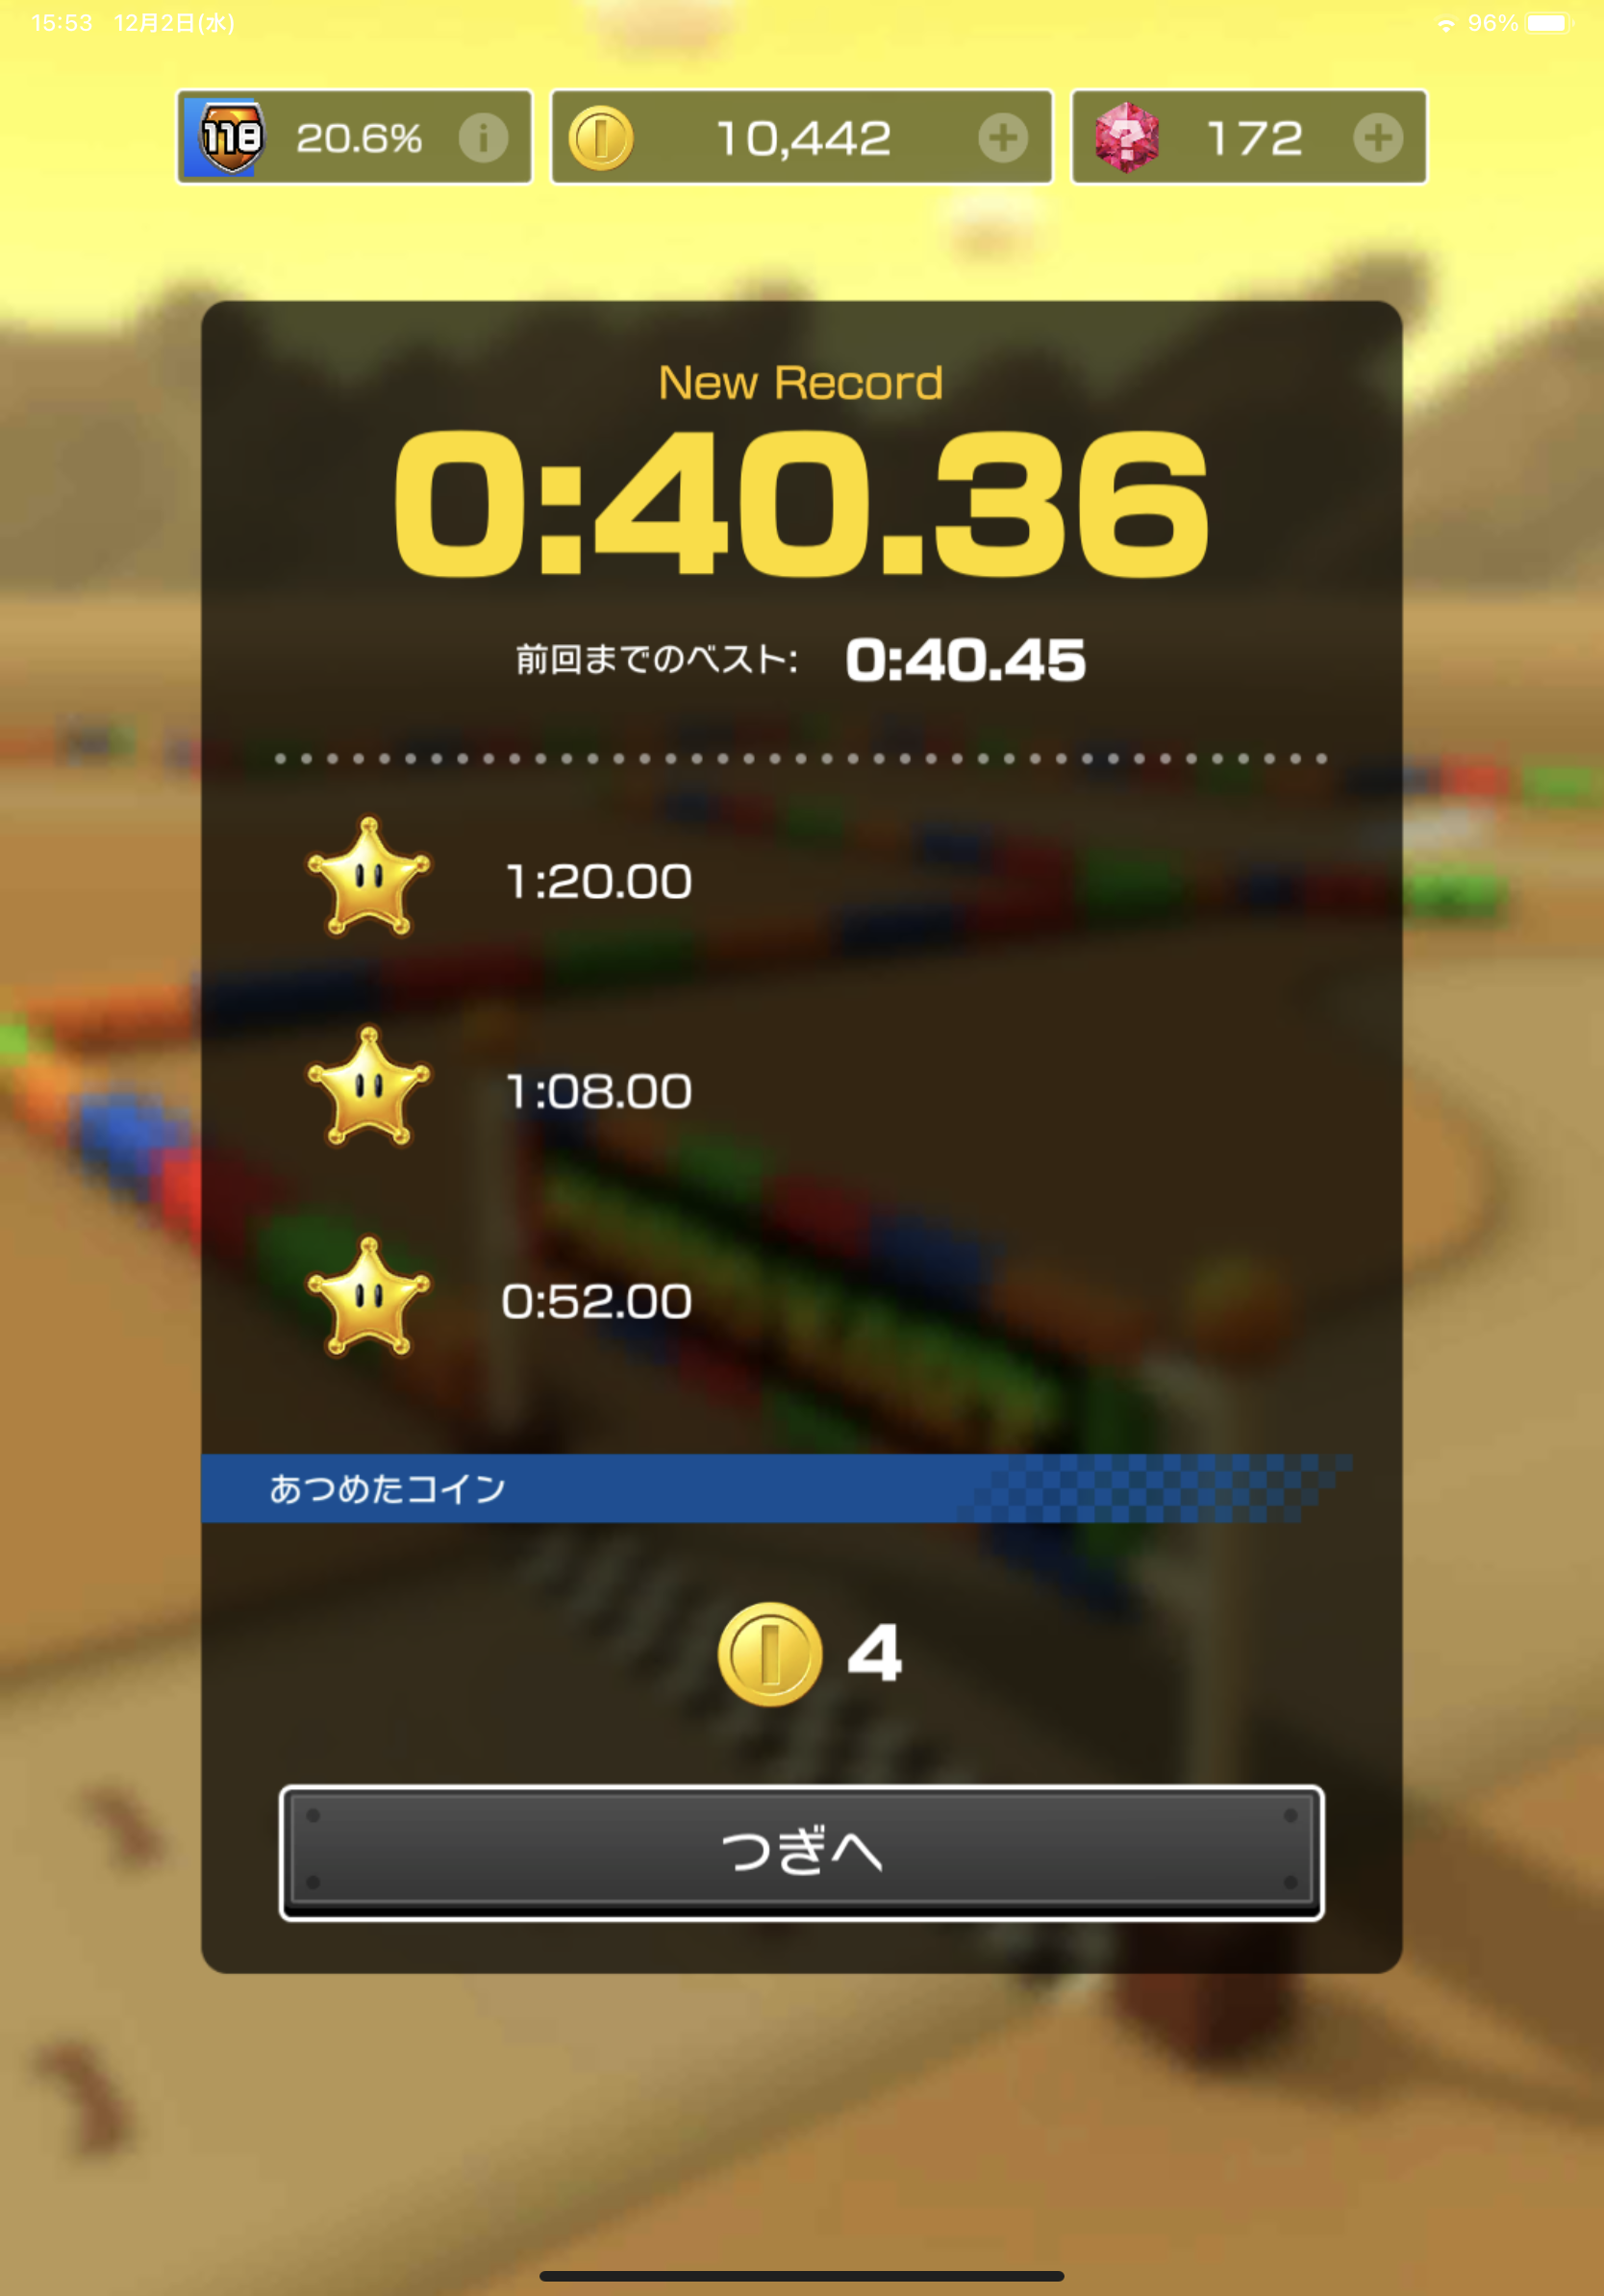 15:53 12月2日(水) 96%
118 20.6% 10,442 172
New Record
0:40.36
前回までのベスト: 0:40.45
1:20.00
1:08.00
0:52.00
あつめたコイン
4
つぎへ